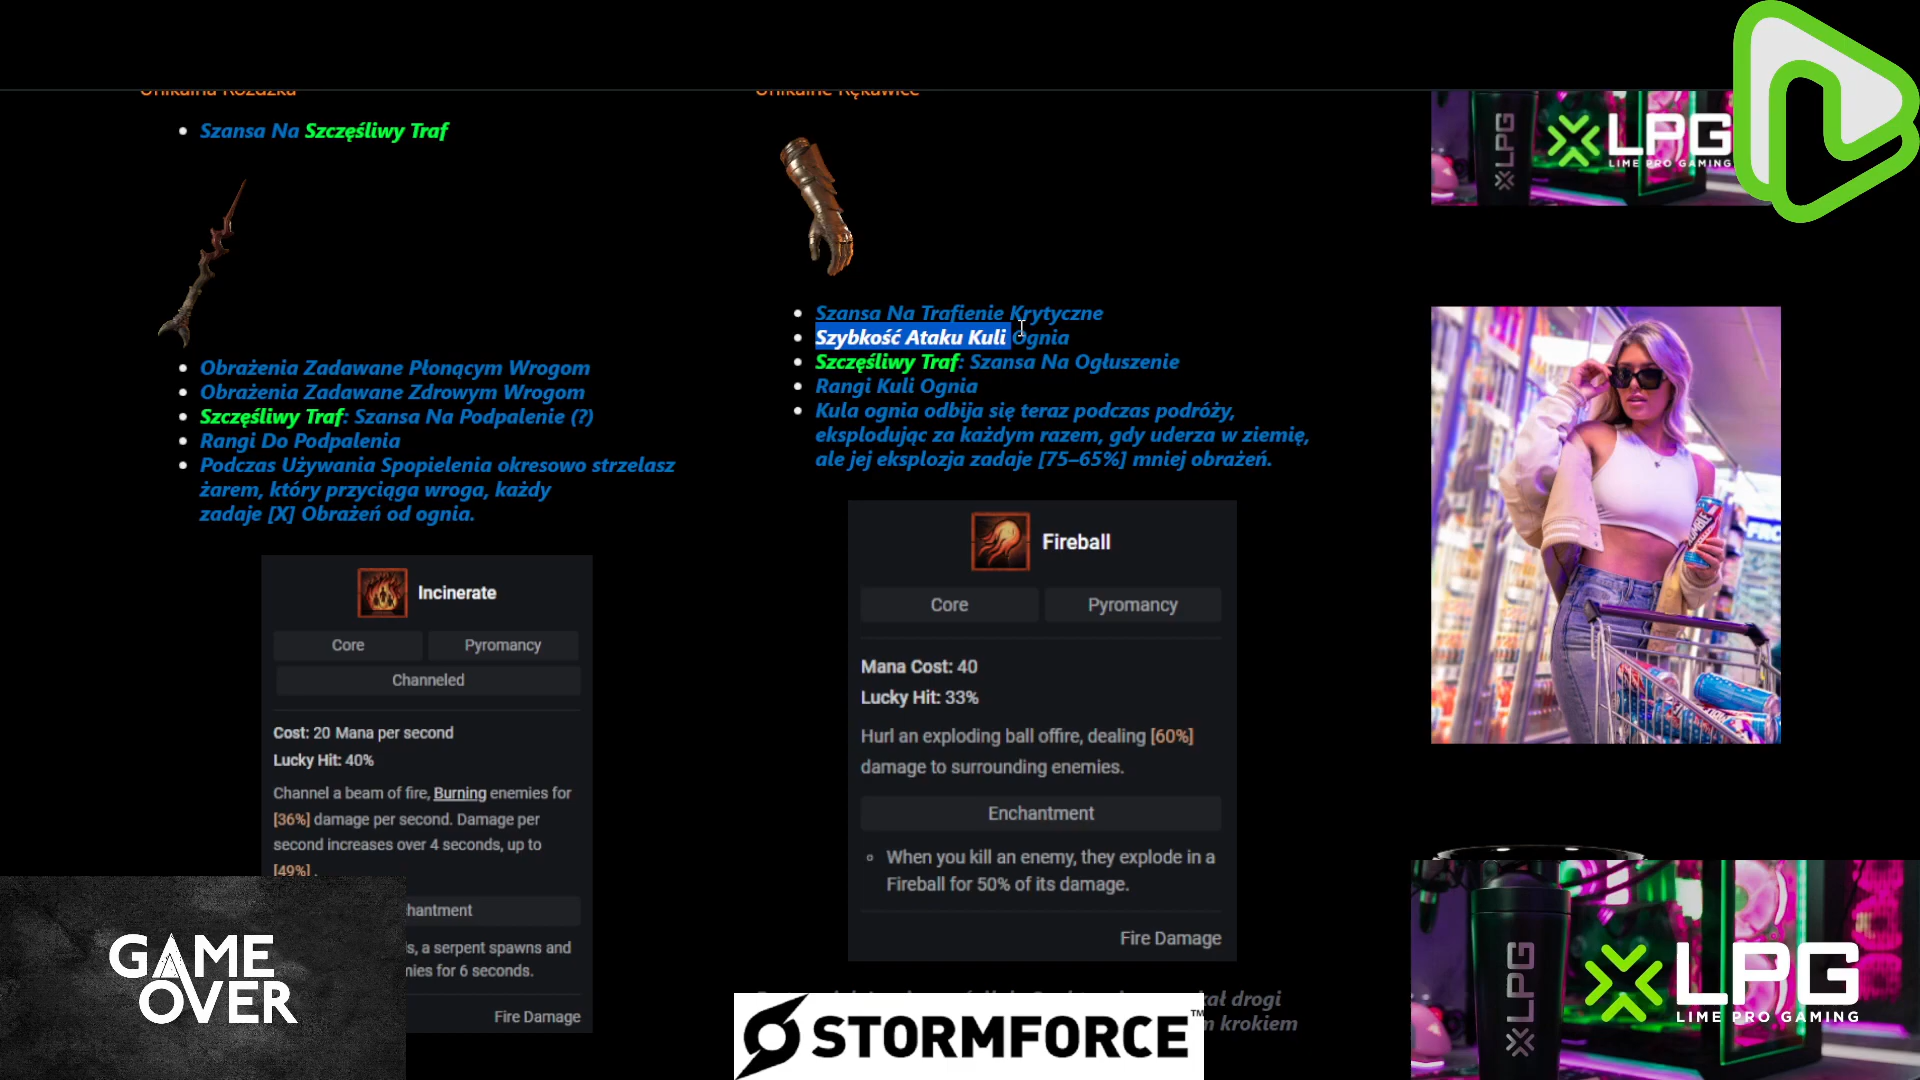 Unikalna Różdżka
Szansa Na Szczęśliwy Traf
Obrażenia Zadawane Płonącym Wrogom
Obrażenia Zadawane Zdrowym Wrogom
Szczęśliwy Traf: Szansa Na Podpalenie (?)
Rangi Do Podpalenia
Podczas Używania Spopielenia okresowo strzelasz
żarem, który przyciąga wroga, każdy
zadaje [X] Obrażeń od ognia.
Incinerate
Core
Pyromancy
Channeled
Cost: 20 Mana per second
Lucky Hit: 40%
Channel a beam of fire, Burning enemies for
[36%] damage per second. Damage per
second increases over 4 seconds, up to
[49%] .
hantment
s, a serpent spawns and
mies for 6 seconds.
Fire Damage
GAME
OVER
Unikalne Rękawice
Szansa Na Trafienie Krytyczne
Szybkość Ataku Kuli Ognia
Szczęśliwy Traf: Szansa Na Ogłuszenie
Rangi Kuli Ognia
Kula ognia odbija się teraz podczas podróży,
eksplodując za każdym razem, gdy uderza w ziemię,
ale jej eksplozja zadaje [75–65%] mniej obrażeń.
Fireball
Core
Pyromancy
Mana Cost: 40
Lucky Hit: 33%
Hurl an exploding ball offire, dealing [60%]
damage to surrounding enemies.
Enchantment
When you kill an enemy, they explode in a
Fireball for 50% of its damage.
Fire Damage
drogi
krokiem
STORMFORCE™
LPG
LPG
LIME PRO GAMING
LPG
LPG
LIME PRO GAMING